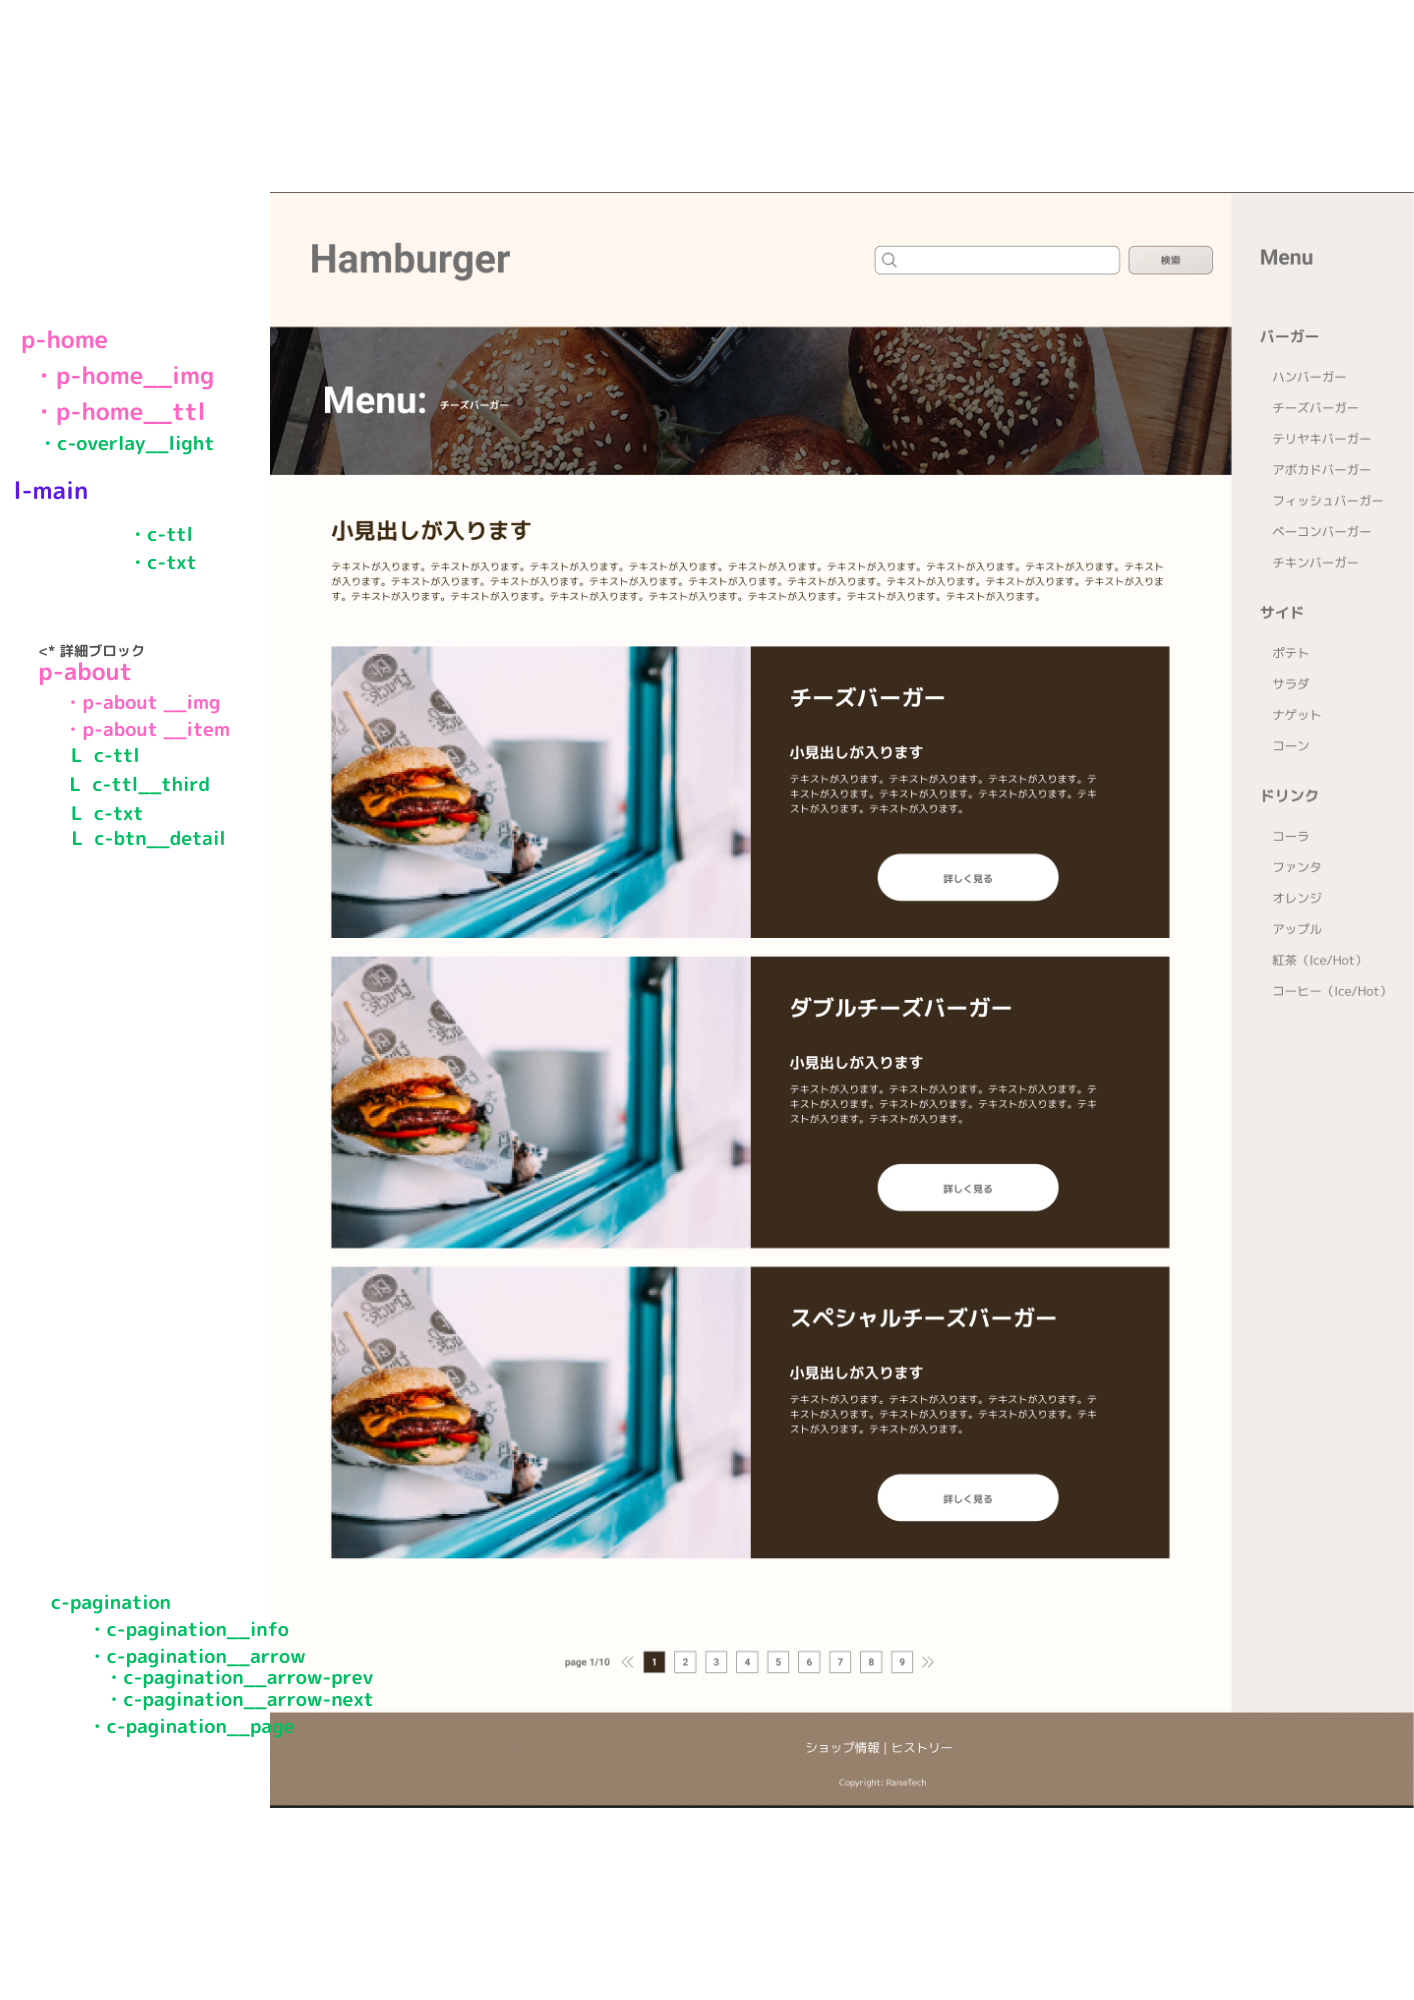 Hamburger
検索
Menu
p-home
・p-home__img
・p-home__ttl
・c-overlay__light
Menu: チーズバーガー
l-main
・c-ttl
・c-txt
小見出しが入ります
テキストが入ります。テキストが入ります。テキストが入ります。テキストが入ります。テキストが入ります。テキストが入ります。テキストが入ります。テキストが入ります。テキスト
が入ります。テキストが入ります。テキストが入ります。テキストが入ります。テキストが入ります。テキストが入ります。テキストが入ります。テキストが入ります。テキストが入りま
す。テキストが入ります。テキストが入ります。テキストが入ります。テキストが入ります。テキストが入ります。テキストが入ります。テキストが入ります。
<* 詳細ブロック
p-about
・p-about __img
・p-about __item
L c-ttl
L c-ttl__third
L c-txt
L c-btn__detail
チーズバーガー
小見出しが入ります
テキストが入ります。テキストが入ります。テキストが入ります。テ
キストが入ります。テキストが入ります。テキストが入ります。テキ
ストが入ります。テキストが入ります。
詳しく見る
ダブルチーズバーガー
小見出しが入ります
テキストが入ります。テキストが入ります。テキストが入ります。テ
キストが入ります。テキストが入ります。テキストが入ります。テキ
ストが入ります。テキストが入ります。
詳しく見る
スペシャルチーズバーガー
小見出しが入ります
テキストが入ります。テキストが入ります。テキストが入ります。テ
キストが入ります。テキストが入ります。テキストが入ります。テキ
ストが入ります。テキストが入ります。
詳しく見る
バーガー
ハンバーガー
チーズバーガー
テリヤキバーガー
アボカドバーガー
フィッシュバーガー
ベーコンバーガー
チキンバーガー
サイド
ポテト
サラダ
ナゲット
コーン
ドリンク
コーラ
ファンタ
オレンジ
アップル
紅茶（Ice/Hot）
コーヒー（Ice/Hot）
c-pagination
・c-pagination__info
・c-pagination__arrow
・c-pagination__arrow-prev
・c-pagination__arrow-next
・c-pagination__page
page 1/10 1 2 3 4 5 6 7 8 9
ショップ情報 | ヒストリー
Copyright: RaiseTech